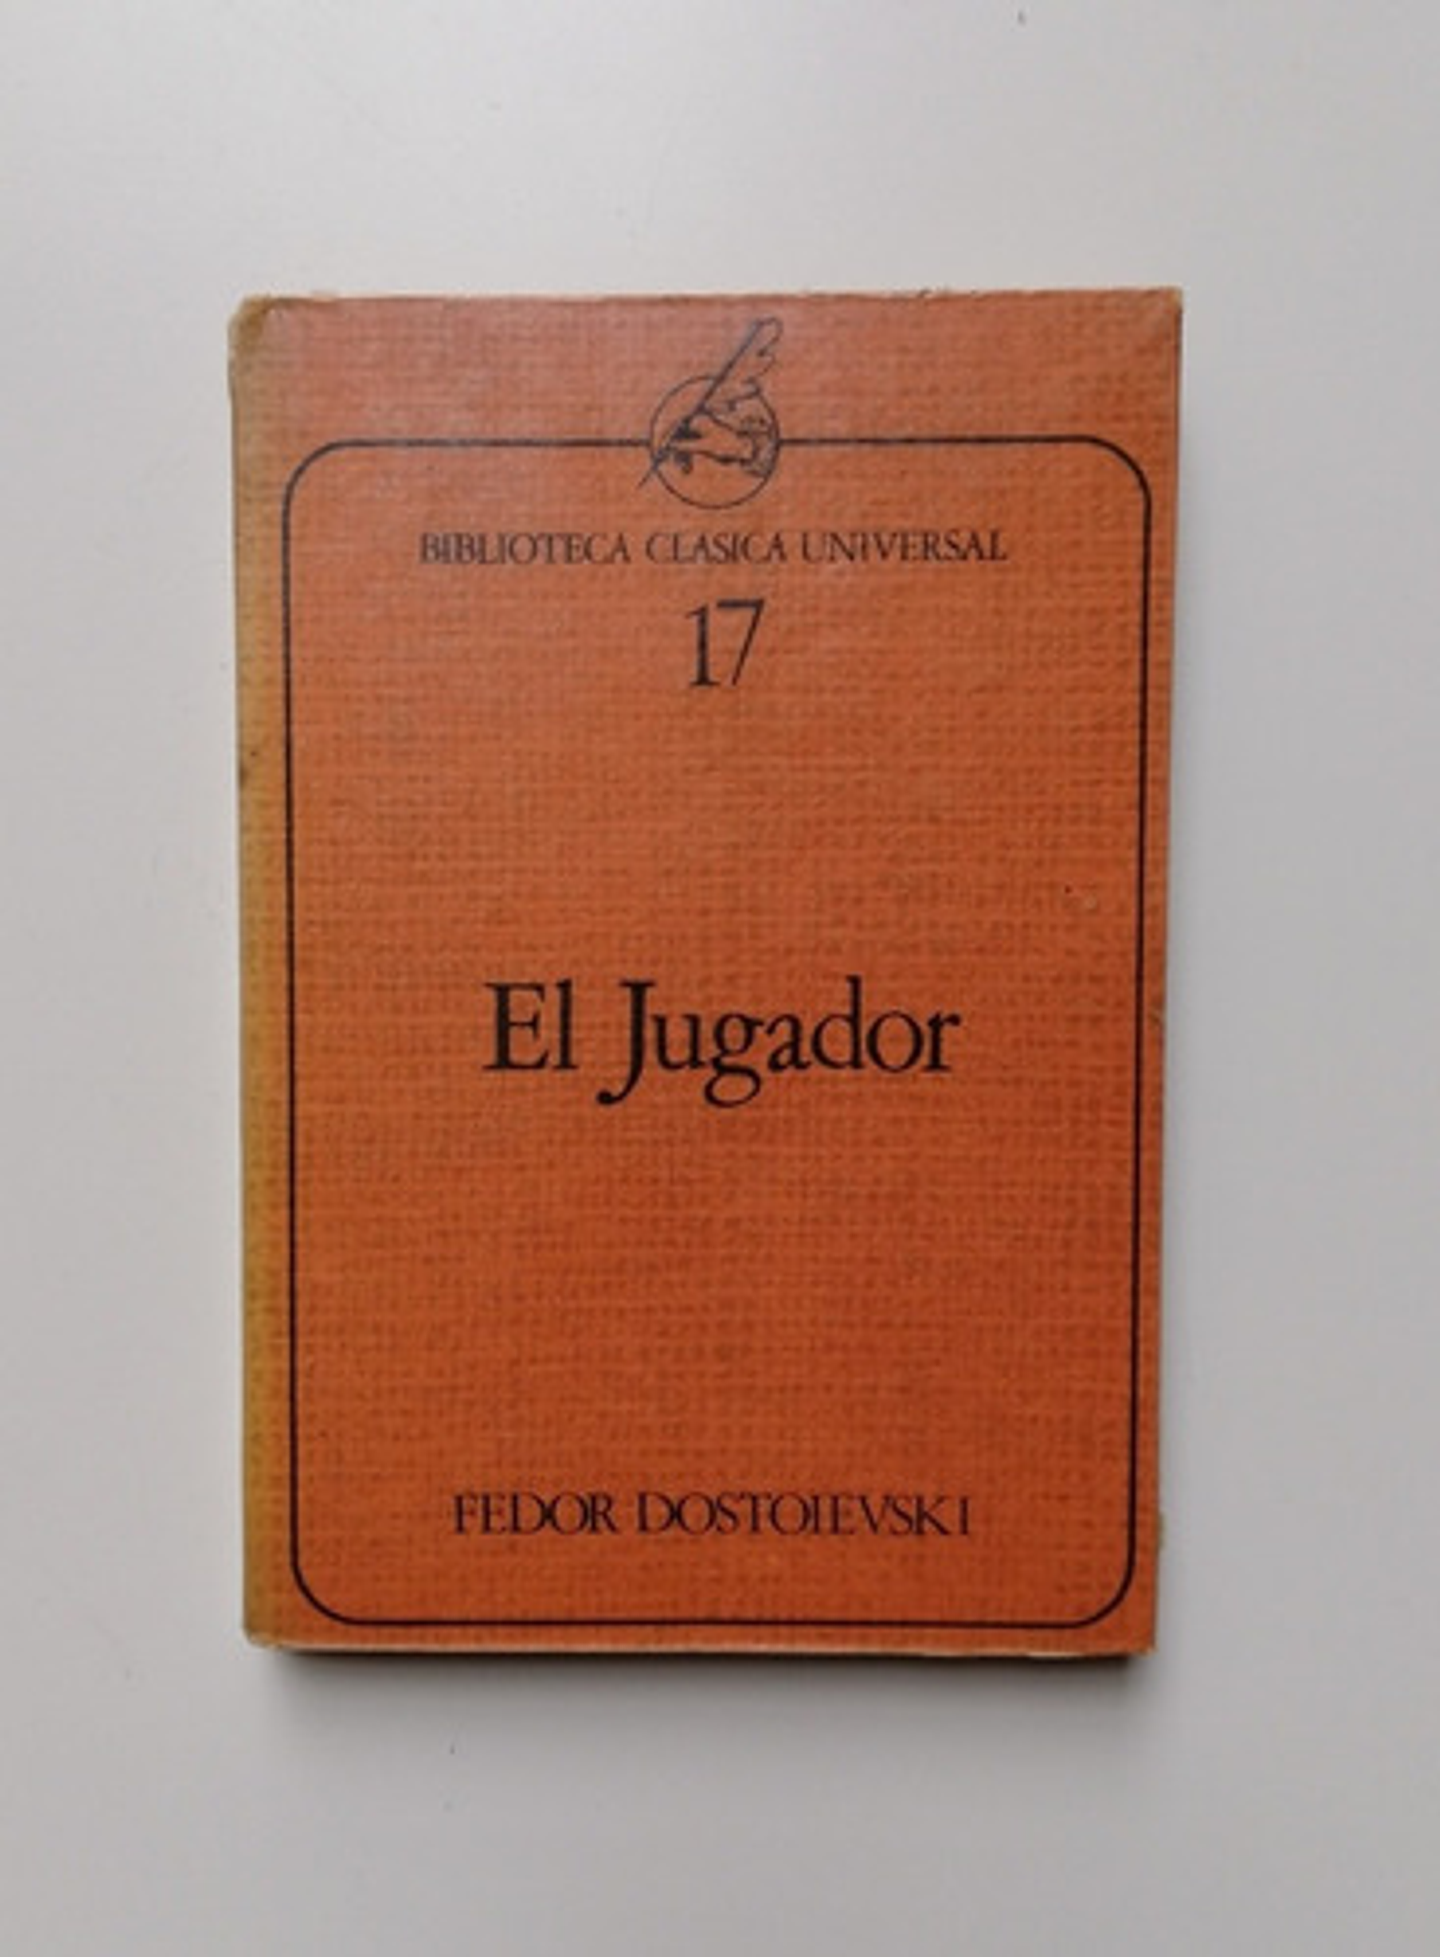 BIBLIOTECA CLASICA UNIVERSAL
17
El Jugador
FEDOR DOSTOIEVSKI